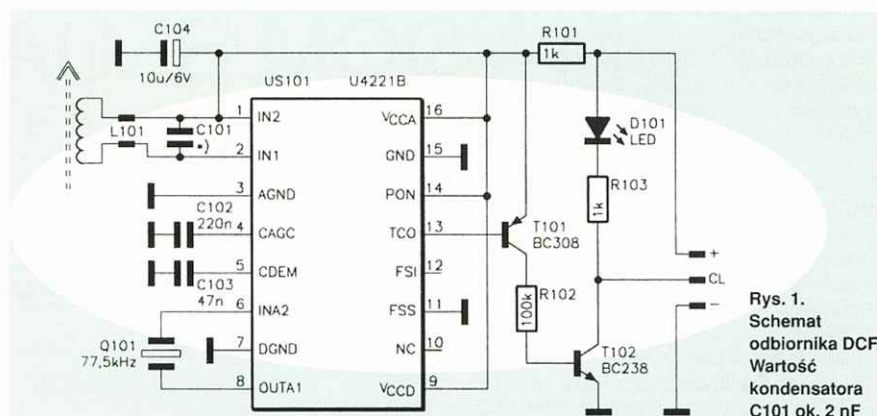 C104
10u/6V
R101
1k
US101
U4221B
L101
C101
•)
1
IN2
VCCA
16
2
IN1
GND
15
3
AGND
PON
14
C102
220n
4
CAGC
TCO
13
C103
47n
5
CDEM
FSI
12
6
INA2
FSS
11
7
DGND
NC
10
8
OUTA1
VCCD
9
Q101
77,5kHz
T101
BC308
R102
100k
D101
LED
R103
1k
T102
BC238
+
CL
−
Rys. 1.
Schemat
odbiornika DCF.
Wartość
kondensatora
C101 ok. 2 nF